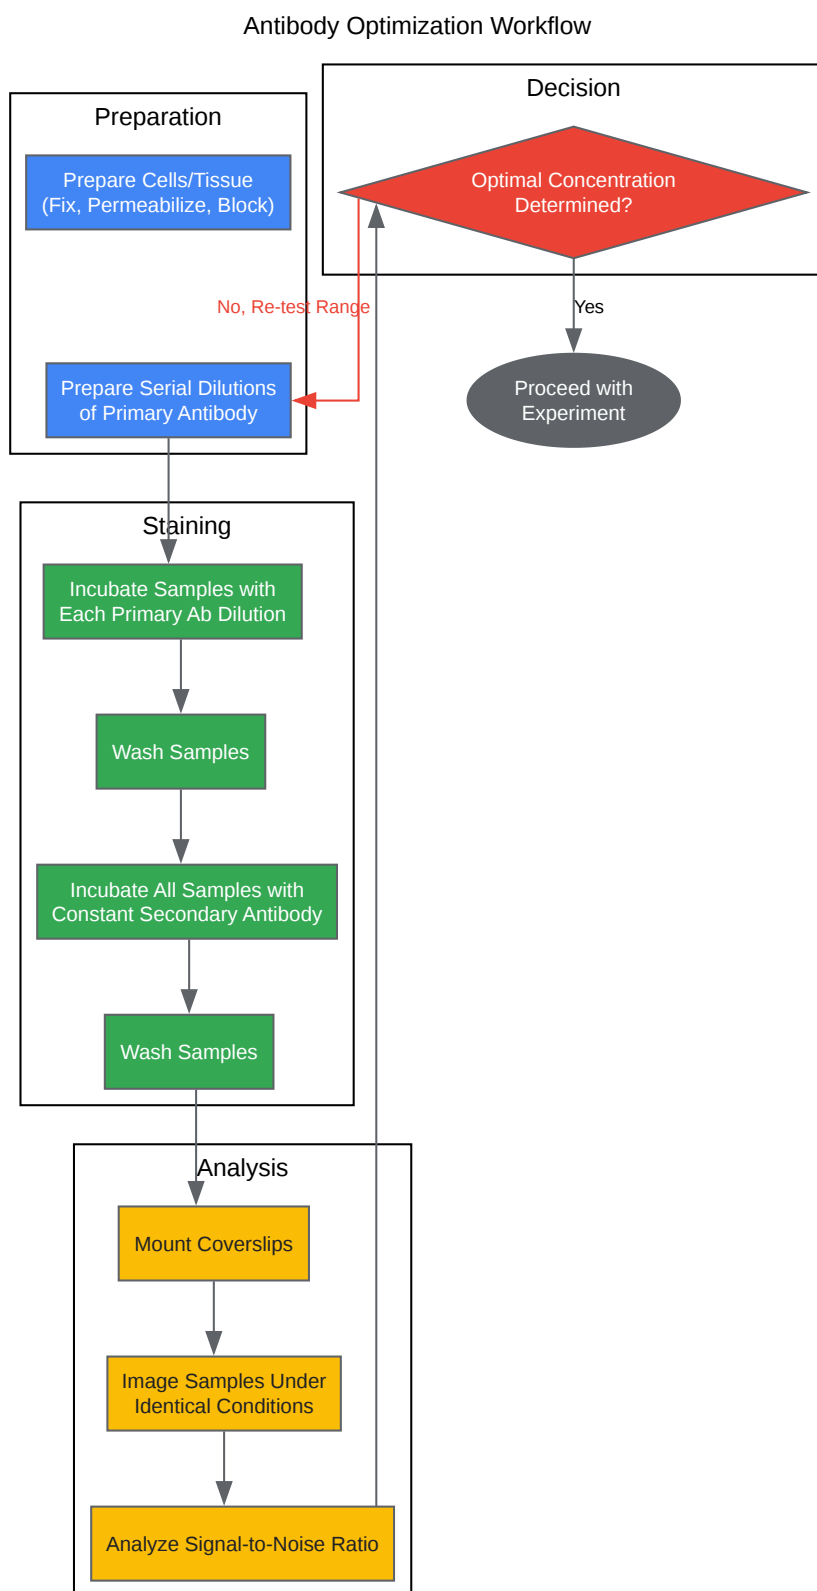 Antibody Optimization Workflow
Preparation
Prepare Cells/Tissue
(Fix, Permeabilize, Block)
Decision
Optimal Concentration
Determined?
No, Re-test Range
Yes
Prepare Serial Dilutions
of Primary Antibody
Proceed with
Experiment
Staining
Incubate Samples with
Each Primary Ab Dilution
Wash Samples
Incubate All Samples with
Constant Secondary Antibody
Wash Samples
Analysis
Mount Coverslips
Image Samples Under
Identical Conditions
Analyze Signal-to-Noise Ratio